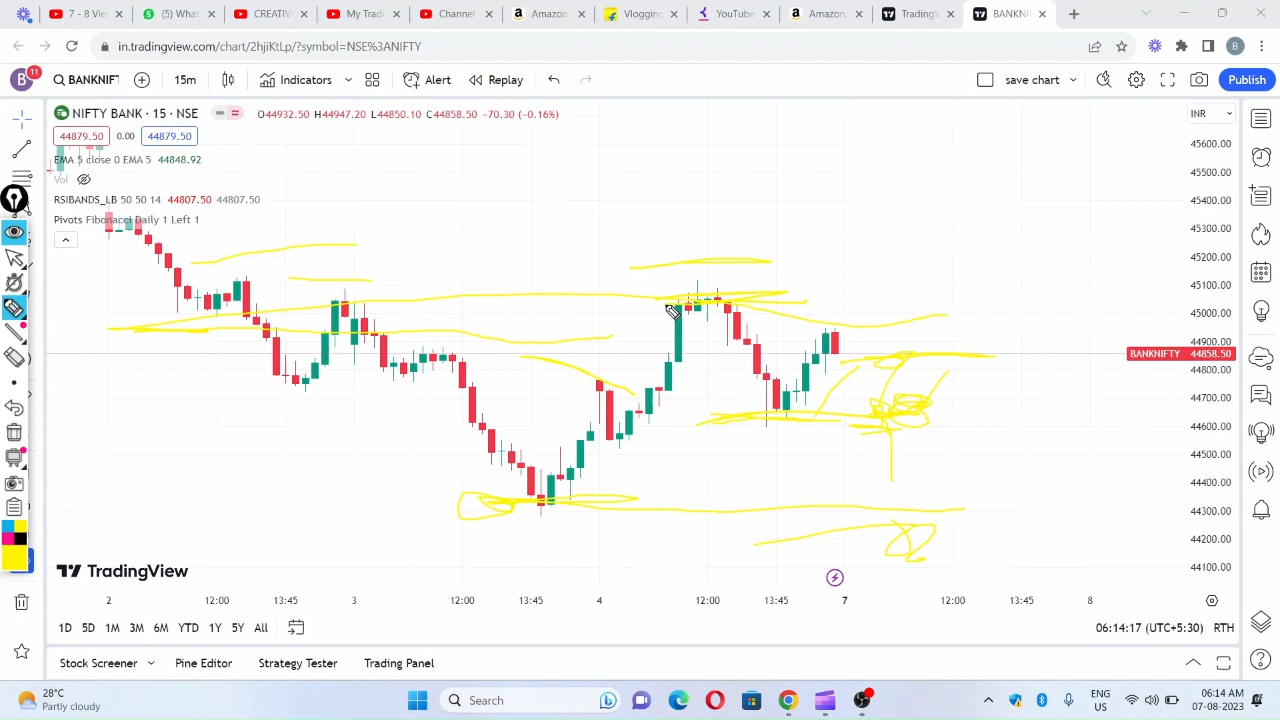 7 - 8 View
(5) What
CRED
My Trad
Channel
Amazon.
Vlogging
YouTube
Amazon.
TradingV
BANKNIF
in.tradingview.com/chart/2hjiKtLp/?symbol=NSE%3ANIFTY
B
B
11
BANKNIFT
15m
Indicators
Alert
Replay
save chart
Publish
NIFTY BANK · 15 · NSE
O44932.50 H44947.20 L44850.10 C44858.50 -70.30 (-0.16%)
INR
44879.50 0.00 44879.50
EMA 5 close 0 EMA 5 44848.92
Vol
RSIBANDS_LB 50 50 14 44807.50 44807.50
Pivots Fibonacci Daily 1 Left 1
45600.00
45500.00
45400.00
45300.00
45200.00
45100.00
45000.00
44900.00
BANKNIFTY 44858.50
44800.00
44700.00
44600.00
44500.00
44400.00
44300.00
44200.00
44100.00
TradingView
2 12:00 13:45 3 12:00 13:45 4 12:00 13:45 7 12:00 13:45 8
1D 5D 1M 3M 6M YTD 1Y 5Y All
06:14:17 (UTC+5:30) RTH
Stock Screener Pine Editor Strategy Tester Trading Panel
28°C
Partly cloudy
Search
ENG
US
06:14 AM
07-08-2023